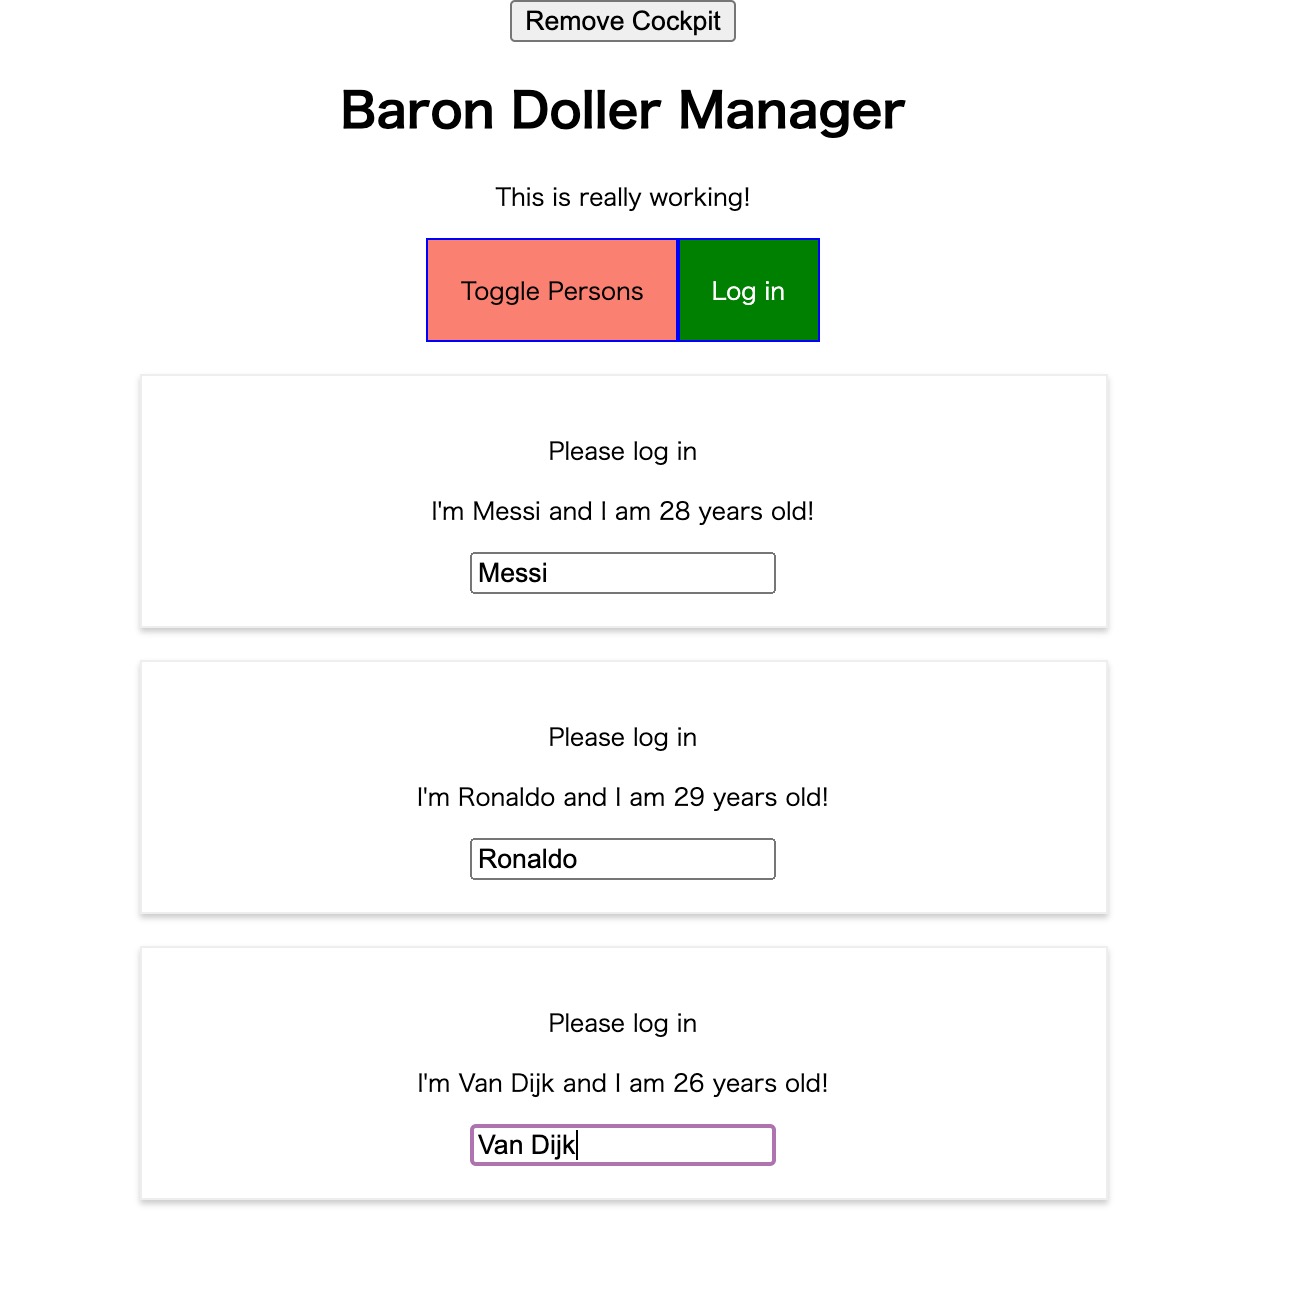 Remove Cockpit
Baron Doller Manager
This is really working!
Toggle Persons Log in
Please log in
I'm Messi and I am 28 years old!
Messi
Please log in
I'm Ronaldo and I am 29 years old!
Ronaldo
Please log in
I'm Van Dijk and I am 26 years old!
Van Dijk